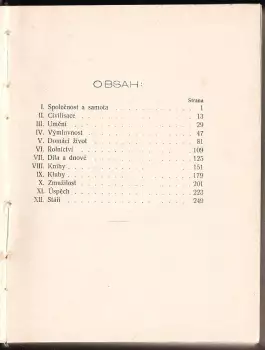 OBSAH:
Strana
I. Společnost a samota 1
II. Civilisace 13
III. Umění 29
IV. Výmluvnost 47
V. Domácí život 81
VI. Rolnictví 109
VII. Díla a dnové 125
VIII. Knihy 151
IX. Kluby 179
X. Zmužilost 201
XI. Úspěch 223
XII. Stáří 249